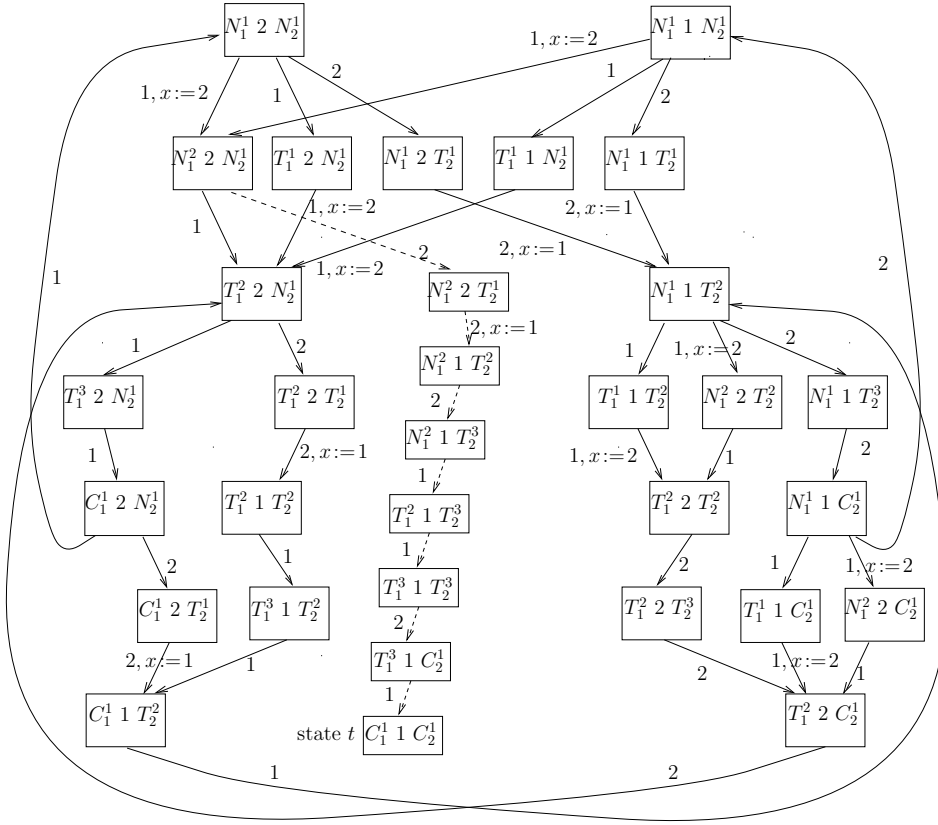 $N_1^1\ 2\ N_2^1$ $N_1^1\ 1\ N_2^1$
1, x:=2
2 1
1, x:=2 1 2
$N_1^2\ 2\ N_2^1$ $T_1^1\ 2\ N_2^1$ $N_1^1\ 2\ T_2^1$ $T_1^1\ 1\ N_2^1$ $N_1^1\ 1\ T_2^1$
1, x:=2 2, x:=1
1
2 2, x:=1
1 1, x:=2 2
$T_1^2\ 2\ N_2^1$ $N_1^2\ 2\ T_2^1$ $N_1^1\ 1\ T_2^2$
2, x:=1
1 2 1 1, x:=2 2
$N_1^2\ 1\ T_2^2$
$T_1^3\ 2\ N_2^1$ $T_1^2\ 2\ T_2^1$ $T_1^1\ 1\ T_2^2$ $N_1^2\ 2\ T_2^2$ $N_1^1\ 1\ T_2^3$
2
$N_1^2\ 1\ T_2^3$
1 2, x:=1 1, x:=2 1 2
1
$C_1^1\ 2\ N_2^1$ $T_1^2\ 1\ T_2^2$ $T_1^2\ 1\ T_2^3$ $T_1^2\ 2\ T_2^2$ $N_1^1\ 1\ C_2^1$
2 1 1 2 1 1, x:=2
$T_1^3\ 1\ T_2^3$
$C_1^1\ 2\ T_2^1$ $T_1^3\ 1\ T_2^2$ $T_1^2\ 2\ T_2^3$ $T_1^1\ 1\ C_2^1$ $N_1^2\ 2\ C_2^1$
2
2, x:=1 1 $T_1^3\ 1\ C_2^1$ 2 1, x:=2 1
1
$C_1^1\ 1\ T_2^2$ $T_1^2\ 2\ C_2^1$
state t $C_1^1\ 1\ C_2^1$
1 2